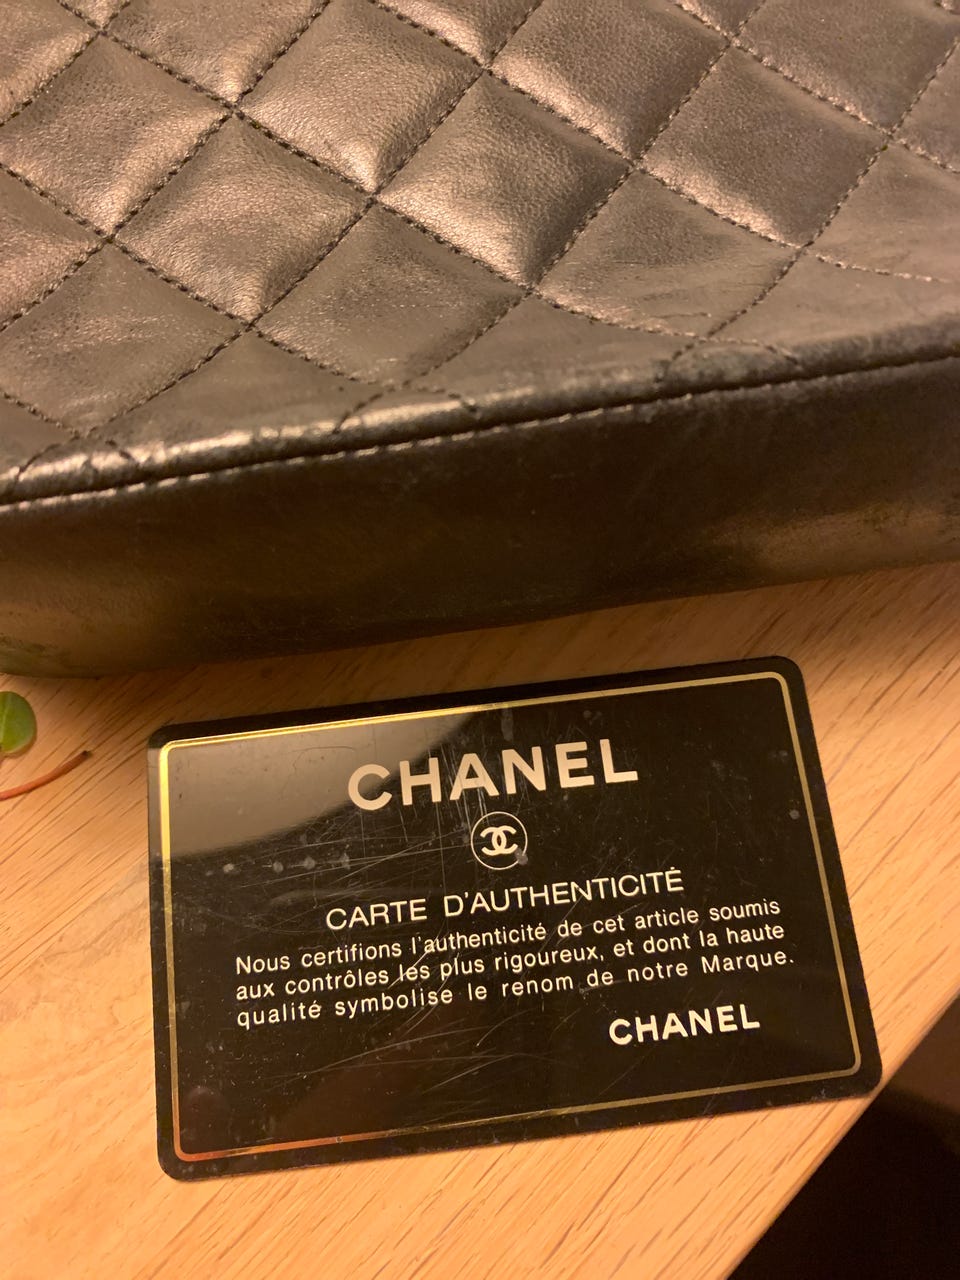 CHANEL
CARTE D'AUTHENTICITÉ
Nous certifions l'authenticité de cet article soumis
aux contrôles les plus rigoureux, et dont la haute
qualité symbolise le renom de notre Marque.
CHANEL